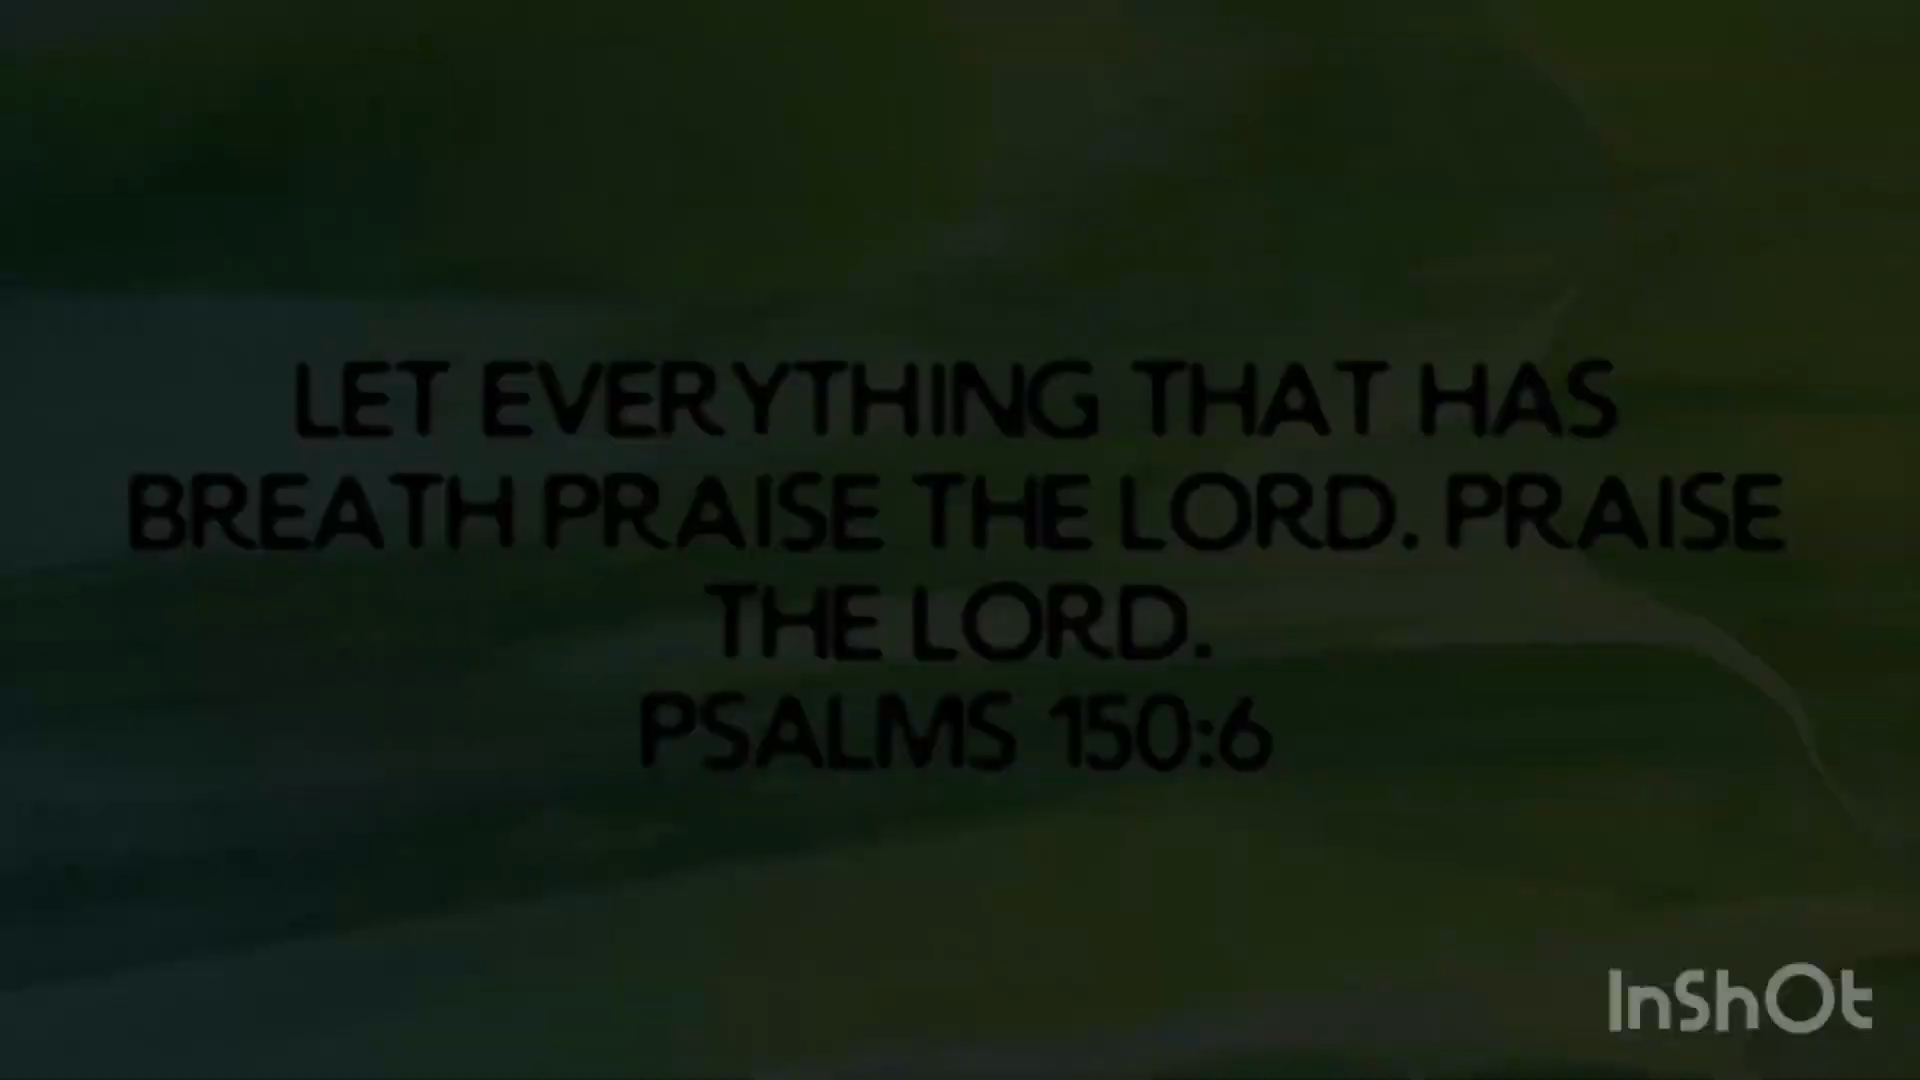 LET EVERYTHING THAT HAS
BREATH PRAISE THE LORD. PRAISE
THE LORD.
PSALMS 150:6
InShOt